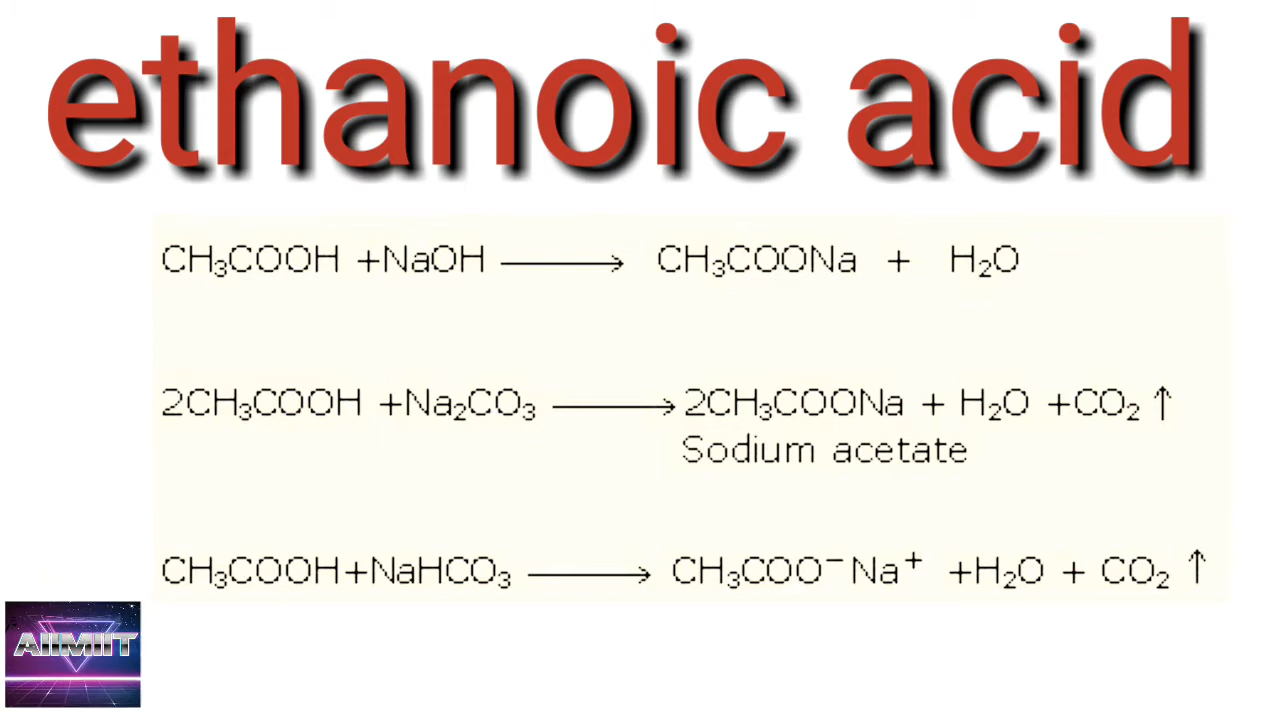 ethanoic acid
CH₃COOH +NaOH ⟶ CH₃COONa + H₂O
2CH₃COOH +Na₂CO₃ ⟶ 2CH₃COONa + H₂O +CO₂ ↑
Sodium acetate
CH₃COOH+NaHCO₃ ⟶ CH₃COO⁻Na⁺ +H₂O + CO₂ ↑
AIIMIIT